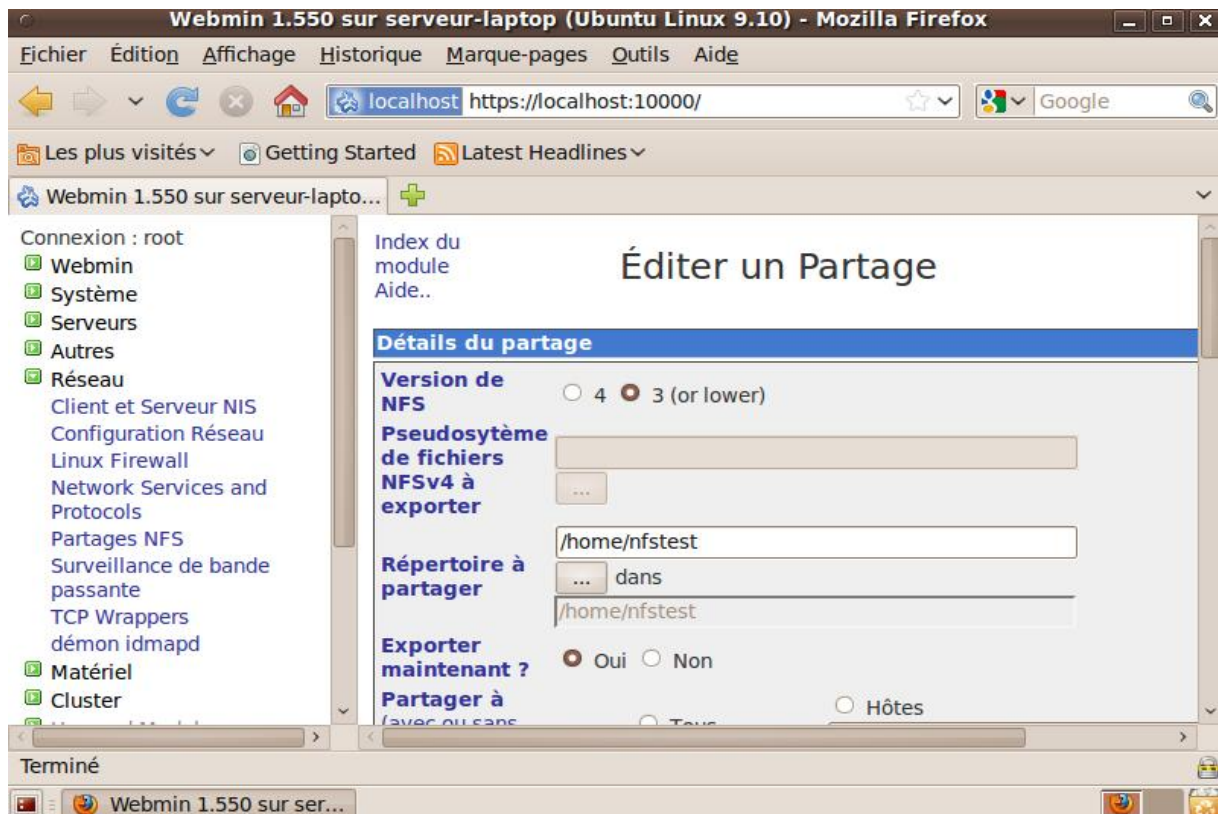 Webmin 1.550 sur serveur-laptop (Ubuntu Linux 9.10) - Mozilla Firefox
Fichier Édition Affichage Historique Marque-pages Outils Aide
localhost https://localhost:10000/
Google
Les plus visités Getting Started Latest Headlines
Webmin 1.550 sur serveur-lapto...
Connexion : root
Webmin
Système
Serveurs
Autres
Réseau
Client et Serveur NIS
Configuration Réseau
Linux Firewall
Network Services and
Protocols
Partages NFS
Surveillance de bande
passante
TCP Wrappers
démon idmapd
Matériel
Cluster
Index du
module
Aide..
Éditer un Partage
Détails du partage
Version de
NFS
4 3 (or lower)
Pseudosytème
de fichiers
NFSv4 à
exporter
...
Répertoire à
partager
/home/nfstest
... dans
/home/nfstest
Exporter
maintenant ?
Oui Non
Partager à
(avec ou sans
Tous
Hôtes
Terminé
Webmin 1.550 sur ser...